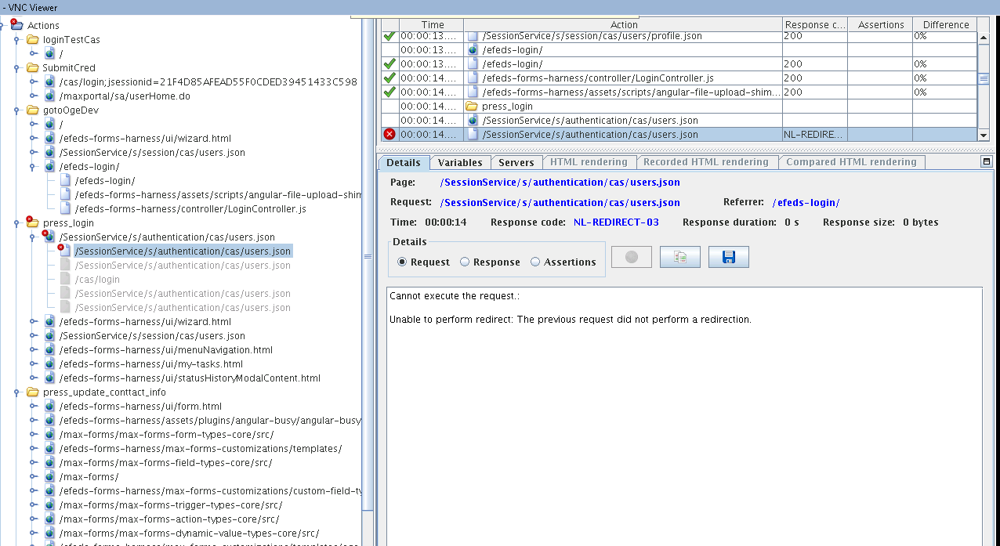 - VNC Viewer
Actions
loginTestCas
/
SubmitCred
/cas/login;jsessionid=21F4D85AFEAD55F0CDED39451433C598
/maxportal/sa/userHome.do
gotoOgeDev
/
/efeds-forms-harness/ui/wizard.html
/SessionService/s/session/cas/users.json
/efeds-login/
/efeds-login/
/efeds-forms-harness/assets/scripts/angular-file-upload-shim
/efeds-forms-harness/controller/LoginController.js
press_login
/SessionService/s/authentication/cas/users.json
/SessionService/s/authentication/cas/users.json
/SessionService/s/authentication/cas/users.json
/cas/login
/SessionService/s/authentication/cas/users.json
/SessionService/s/authentication/cas/users.json
/efeds-forms-harness/ui/wizard.html
/SessionService/s/session/cas/users.json
/efeds-forms-harness/ui/menuNavigation.html
/efeds-forms-harness/ui/my-tasks.html
/efeds-forms-harness/ui/statusHistoryModalContent.html
press_update_conttact_info
/efeds-forms-harness/ui/form.html
/efeds-forms-harness/assets/plugins/angular-busy/angular-busy
/max-forms/max-forms-form-types-core/src/
/efeds-forms-harness/max-forms-customizations/templates/
/max-forms/max-forms-field-types-core/src/
/max-forms/
/efeds-forms-harness/max-forms-customizations/custom-field-ty
/max-forms/max-forms-trigger-types-core/src/
/max-forms/max-forms-action-types-core/src/
/max-forms/max-forms-dynamic-value-types-core/src/
Time Action Response c... Assertions Difference
00:00:13.... /SessionService/s/session/cas/users/profile.json 200 0%
00:00:13.... /efeds-login/
00:00:13.... /efeds-login/ 200 0%
00:00:14.... /efeds-forms-harness/controller/LoginController.js 200 0%
00:00:14.... /efeds-forms-harness/assets/scripts/angular-file-upload-shim... 200 0%
00:00:14.... press_login
00:00:14.... /SessionService/s/authentication/cas/users.json
00:00:14.... /SessionService/s/authentication/cas/users.json NL-REDIRE...
Details Variables Servers HTML rendering Recorded HTML rendering Compared HTML rendering
Page: /SessionService/s/authentication/cas/users.json
Request: /SessionService/s/authentication/cas/users.json Referrer: /efeds-login/
Time: 00:00:14 Response code: NL-REDIRECT-03 Response duration: 0 s Response size: 0 bytes
Details
Request Response Assertions
Cannot execute the request.:
Unable to perform redirect: The previous request did not perform a redirection.